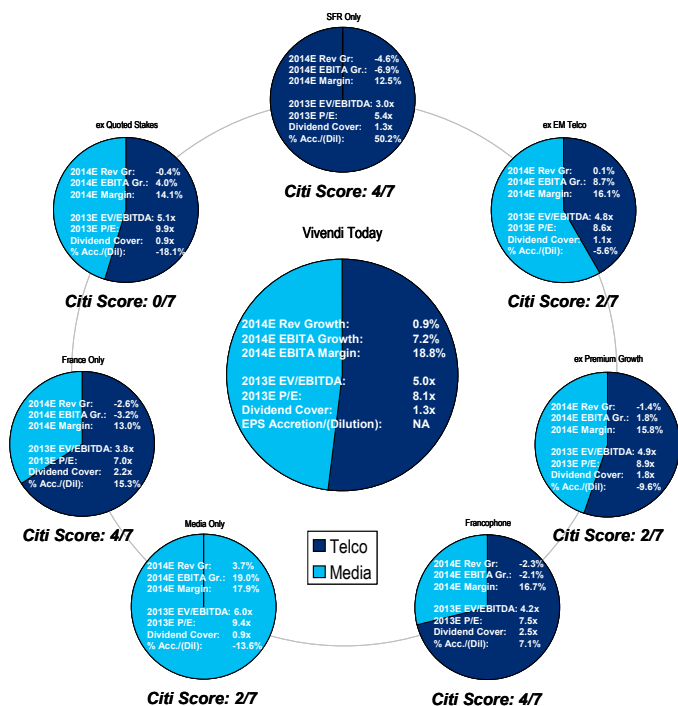 SFR Only
2014E Rev Gr: -4.6%
2014E EBITA Gr.: -6.9%
2014E Margin: 12.5%
2013E EV/EBITDA: 3.0x
2013E P/E: 5.4x
Dividend Cover: 1.3x
% Acc./(Dil): 50.2%
Citi Score: 4/7
ex Quoted Stakes
2014E Rev Gr: -0.4%
2014E EBITA Gr.: 4.0%
2014E Margin: 14.1%
2013E EV/EBITDA: 5.1x
2013E P/E: 9.9x
Dividend Cover: 0.9x
% Acc./(Dil) -18.1%
Citi Score: 0/7
ex EM Telco
2014E Rev Gr: 0.1%
2014E EBITA Gr.: 8.7%
2014E Margin: 16.1%
2013E EV/EBITDA: 4.8x
2013E P/E: 8.6x
Dividend Cover: 1.1x
% Acc./(Dil) -5.6%
Citi Score: 2/7
Vivendi Today
2014E Rev Growth: 0.9%
2014E EBITA Growth: 7.2%
2014E EBITA Margin: 18.8%
2013E EV/EBITDA: 5.0x
2013E P/E: 8.1x
Dividend Cover: 1.3x
EPS Accretion/(Dilution): NA
France Only
2014E Rev Gr: -2.6%
2014E EBITA Gr.: -3.2%
2014E Margin: 13.0%
2013E EV/EBITDA: 3.8x
2013E P/E: 7.0x
Dividend Cover: 2.2x
% Acc./(Dil): 15.3%
Citi Score: 4/7
ex Premium Growth
2014E Rev Gr: -1.4%
2014E EBITA Gr.: 1.8%
2014E Margin: 15.8%
2013E EV/EBITDA: 4.9x
2013E P/E: 8.9x
Dividend Cover: 1.8x
% Acc./(Dil): -9.6%
Citi Score: 2/7
Media Only
2014E Rev Gr: 3.7%
2014E EBITA Gr.: 19.0%
2014E Margin: 17.9%
2013E EV/EBITDA: 6.0x
2013E P/E: 9.4x
Dividend Cover: 0.9x
% Acc./(Dil): -13.6%
Citi Score: 2/7
Telco
Media
Francophone
2014E Rev Gr: -2.3%
2014E EBITA Gr.: -2.1%
2014E Margin: 16.7%
2013E EV/EBITDA: 4.2x
2013E P/E: 7.5x
Dividend Cover: 2.5x
% Acc./(Dil): 7.1%
Citi Score: 4/7